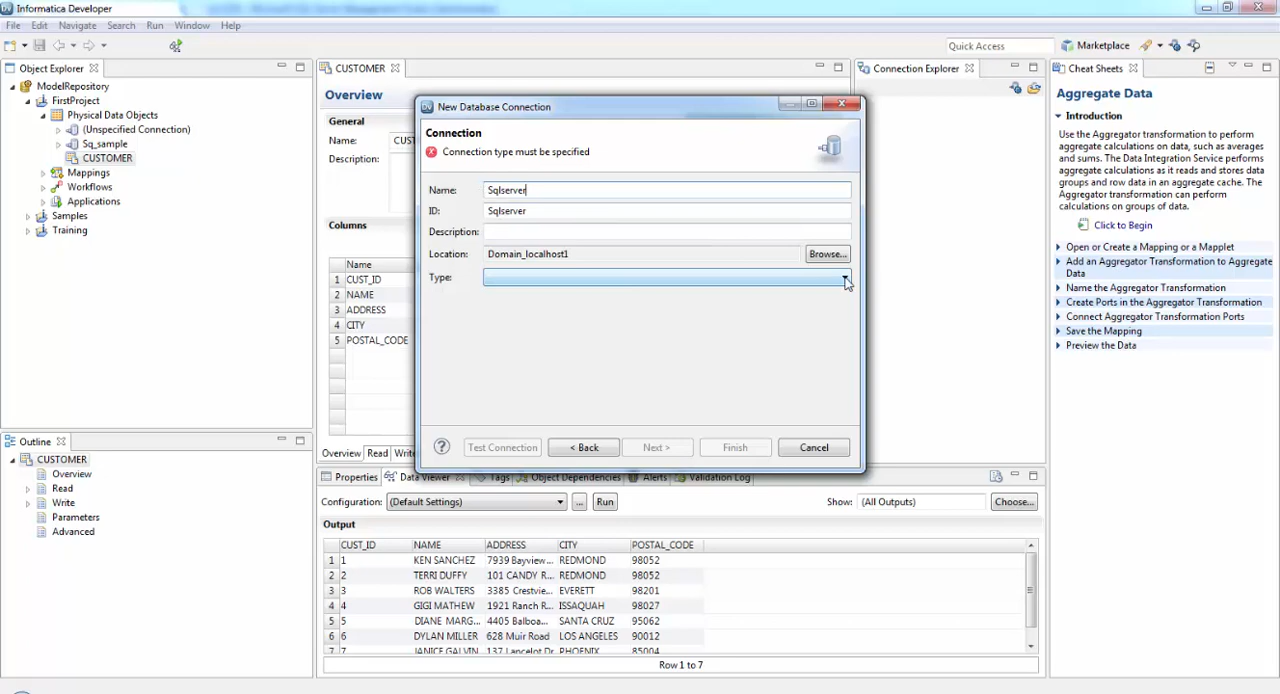 Informatica Developer
File Edit Navigate Search Run Window Help
Quick Access
Marketplace
Object Explorer
ModelRepository
FirstProject
Physical Data Objects
(Unspecified Connection)
Sq_sample
CUSTOMER
Mappings
Workflows
Applications
Samples
Training
Outline
CUSTOMER
Overview
Read
Write
Parameters
Advanced
CUSTOMER
Overview
General
Name: CUST
Description:
Columns
Name
1 CUST_ID
2 NAME
3 ADDRESS
4 CITY
5 POSTAL_CODE
Overview Read Write
New Database Connection
Connection
Connection type must be specified
Name: Sqlserver
ID: Sqlserver
Description:
Location: Domain_localhost1 Browse...
Type:
Test Connection < Back Next > Finish Cancel
Connection Explorer
Cheat Sheets
Aggregate Data
Introduction
Use the Aggregator transformation to perform
aggregate calculations on data, such as averages
and sums. The Data Integration Service performs
aggregate calculations as it reads and stores data
groups and row data in an aggregate cache. The
Aggregator transformation can perform
calculations on groups of data.
Click to Begin
Open or Create a Mapping or a Mapplet
Add an Aggregator Transformation to Aggregate
Data
Name the Aggregator Transformation
Create Ports in the Aggregator Transformation
Connect Aggregator Transformation Ports
Save the Mapping
Preview the Data
Properties Data Viewer Tags Object Dependencies Alerts Validation Log
Configuration: (Default Settings) ... Run Show: (All Outputs) Choose...
Output
CUST_ID NAME ADDRESS CITY POSTAL_CODE
1 1 KEN SANCHEZ 7939 Bayview... REDMOND 98052
2 2 TERRI DUFFY 101 CANDY R... REDMOND 98052
3 3 ROB WALTERS 3385 Crestvie... EVERETT 98201
4 4 GIGI MATHEW 1921 Ranch R... ISSAQUAH 98027
5 5 DIANE MARG... 4405 Balboa... SANTA CRUZ 95062
6 6 DYLAN MILLER 628 Muir Road LOS ANGELES 90012
7 7 JANICE GALVIN 137 Lancelot Dr PHOENIX 85004
Row 1 to 7